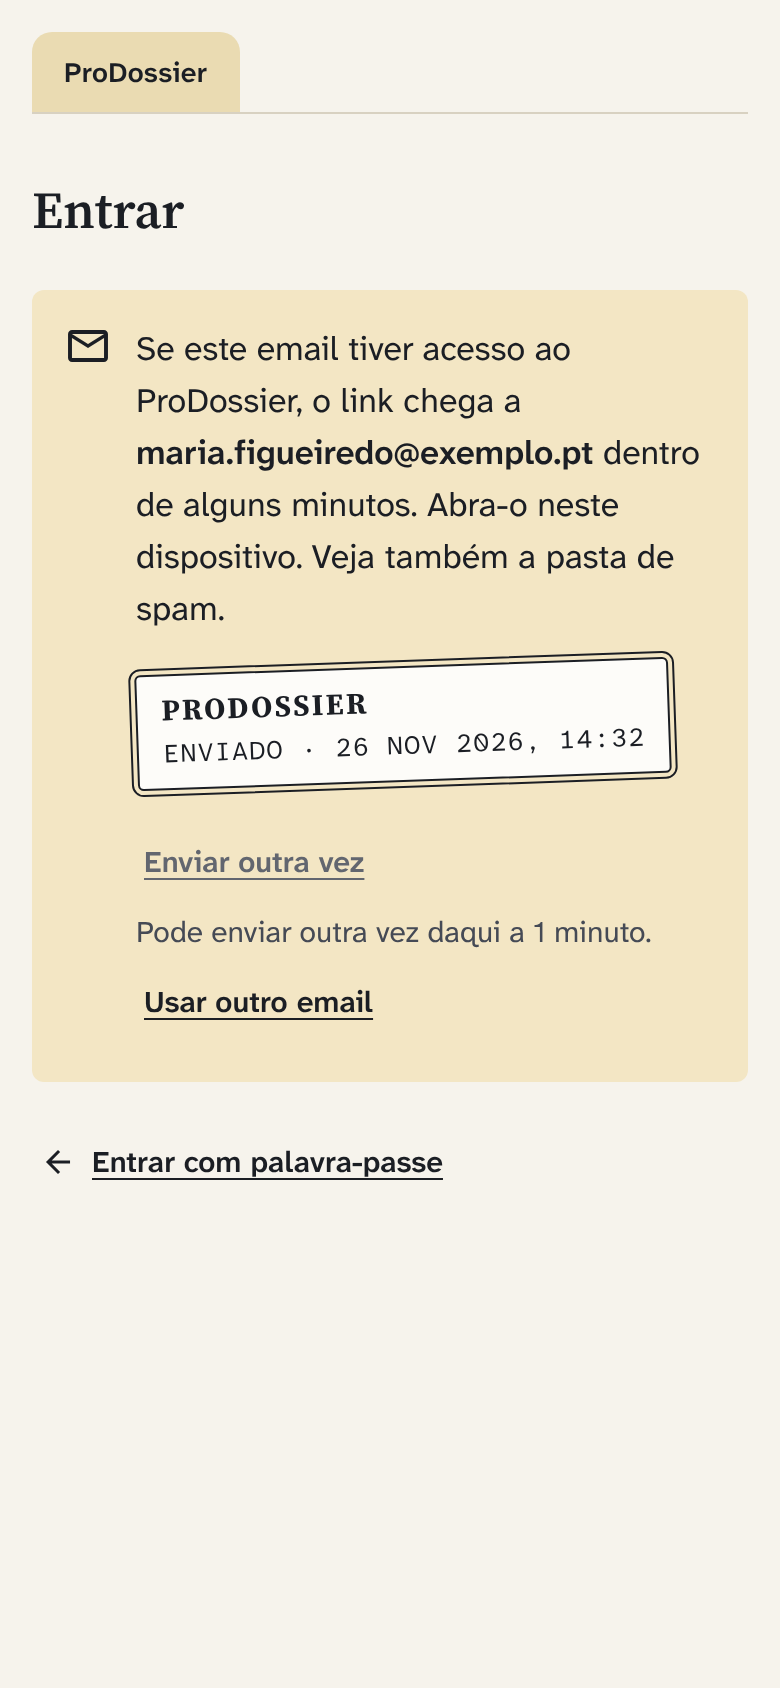 ProDossier
Entrar
Se este email tiver acesso ao
ProDossier, o link chega a
maria.figueiredo@exemplo.pt dentro
de alguns minutos. Abra-o neste
dispositivo. Veja também a pasta de
spam.
PRODOSSIER
ENVIADO · 26 NOV 2026, 14:32
Enviar outra vez
Pode enviar outra vez daqui a 1 minuto.
Usar outro email
← Entrar com palavra-passe